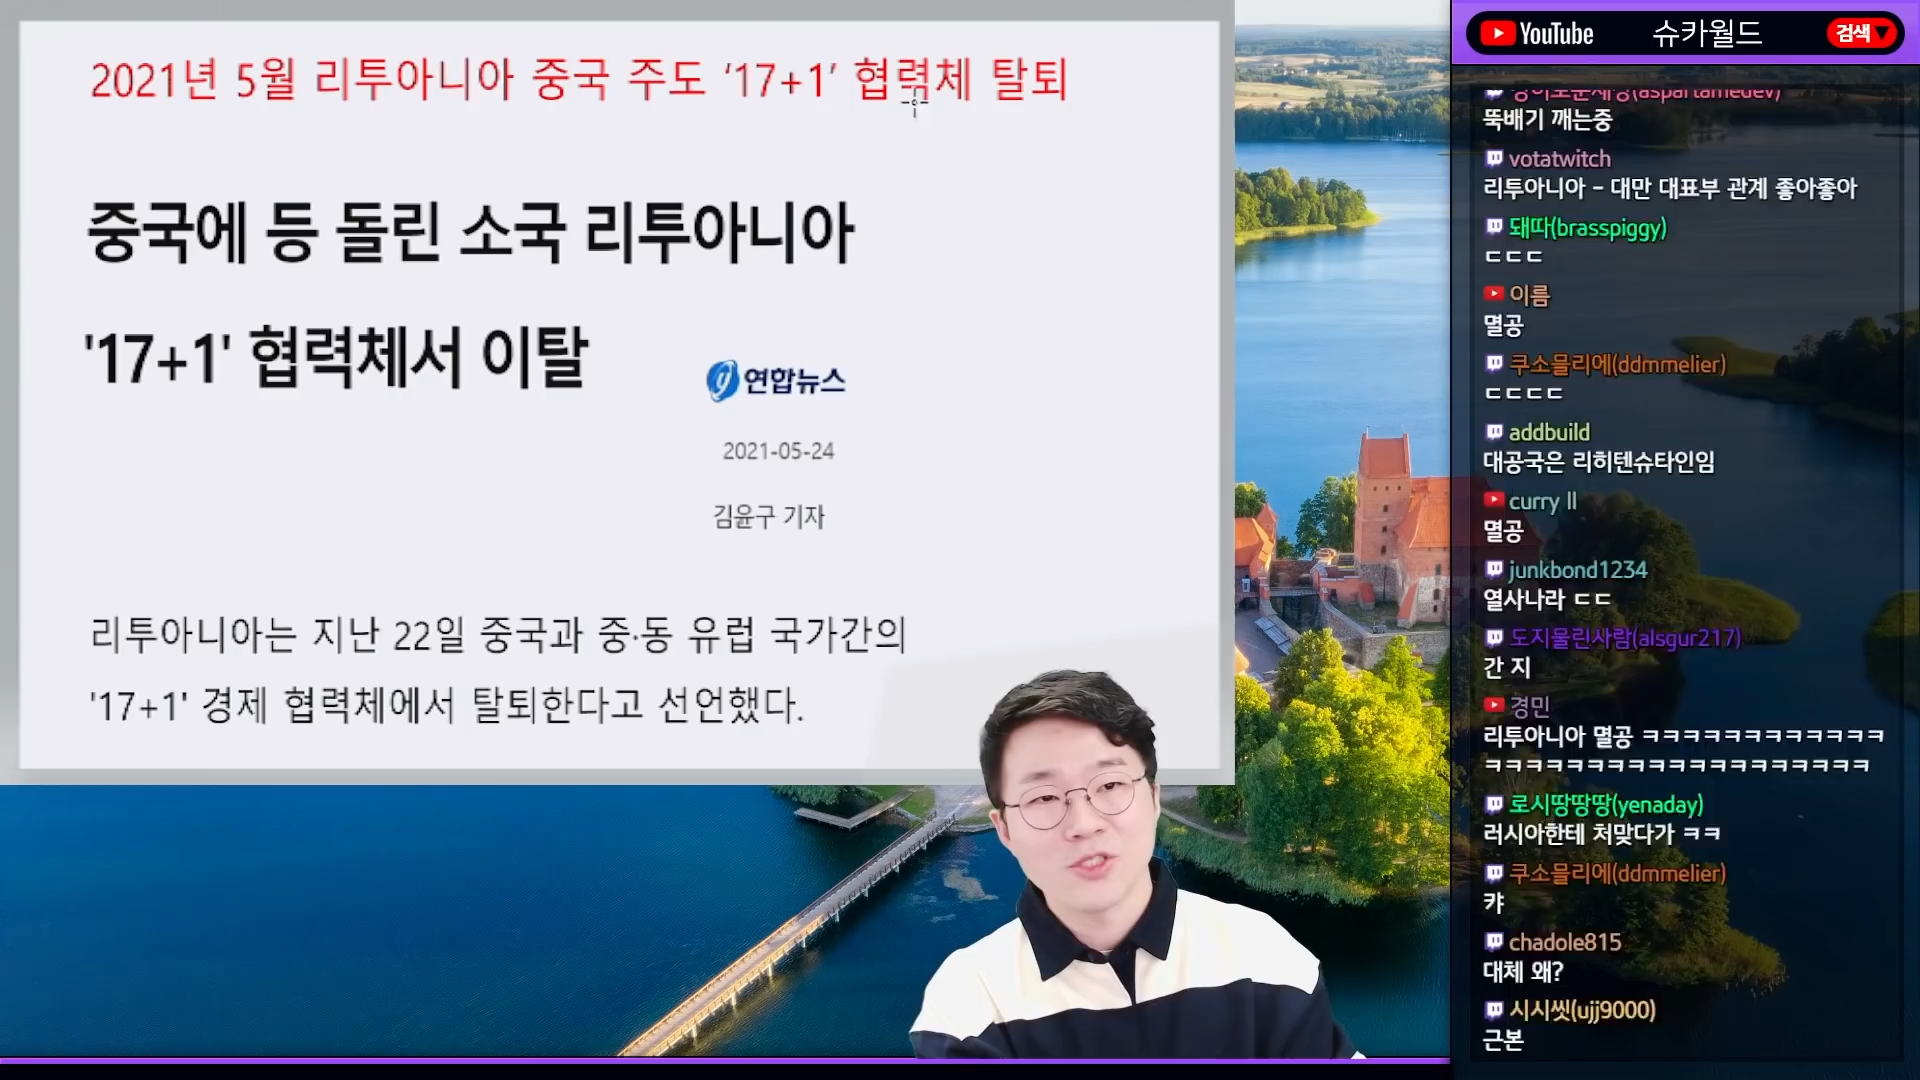 2021년 5월 리투아니아 중국 주도 ‘17+1’ 협력체 탈퇴
중국에 등 돌린 소국 리투아니아
'17+1' 협력체서 이탈
연합뉴스
2021-05-24
김윤구 기자
리투아니아는 지난 22일 중국과 중·동 유럽 국가간의
'17+1' 경제 협력체에서 탈퇴한다고 선언했다.
YouTube 슈카월드 검색▼
(aspartamedev)
뚝배기 깨는중
votatwitch
리투아니아 - 대만 대표부 관계 좋아좋아
돼따(brasspiggy)
ㄷㄷㄷ
이름
멸공
쿠소믈리에(ddmmelier)
ㄷㄷㄷㄷ
addbuild
대공국은 리히텐슈타인임
curry ll
멸공
junkbond1234
열사나라 ㄷㄷ
도지물린사람(alsgur217)
간 지
경민
리투아니아 멸공 ㅋㅋㅋㅋㅋㅋㅋㅋㅋㅋㅋㅋ
ㅋㅋㅋㅋㅋㅋㅋㅋㅋㅋㅋㅋㅋㅋㅋㅋㅋㅋㅋ
로시땅땅땅(yenaday)
러시아한테 처맞다가 ㅋㅋ
쿠소믈리에(ddmmelier)
캬
chadole815
대체 왜?
시시씻(ujj9000)
근본